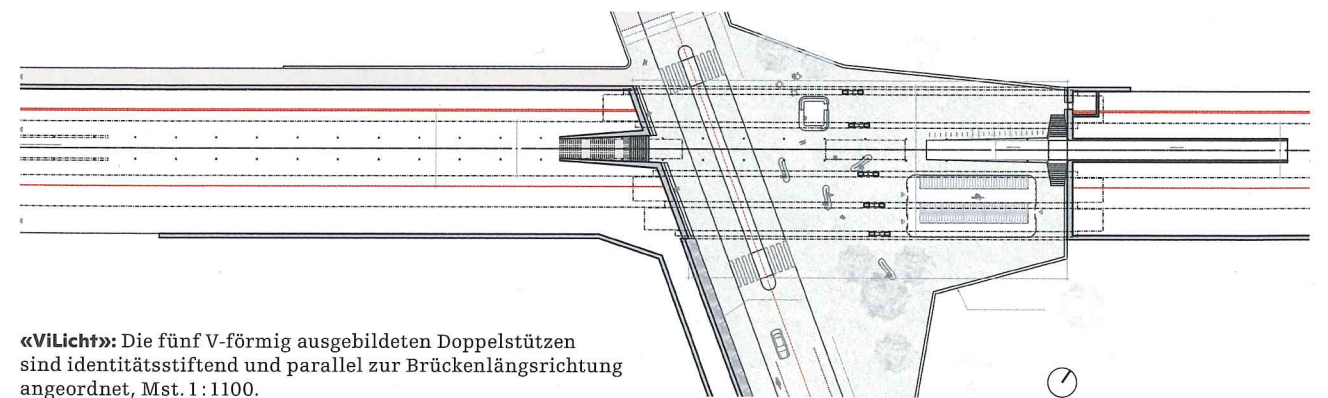 «ViLicht»: Die fünf V-förmig ausgebildeten Doppelstützen
sind identitätsstiftend und parallel zur Brückenlängsrichtung
angeordnet, Mst. 1:1100.